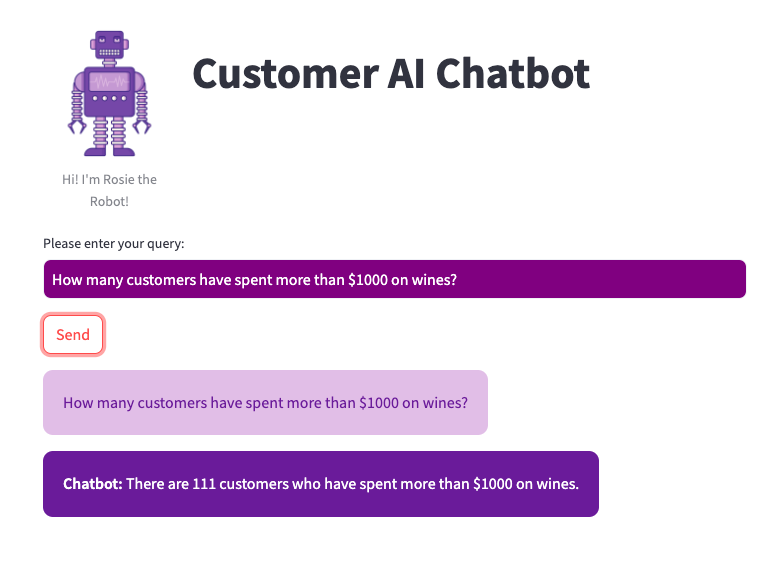 Customer AI Chatbot
Hi! I'm Rosie the
Robot!
Please enter your query:
How many customers have spent more than $1000 on wines?
Send
How many customers have spent more than $1000 on wines?
Chatbot: There are 111 customers who have spent more than $1000 on wines.